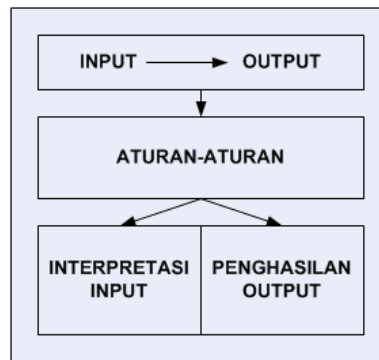 INPUT OUTPUT
ATURAN-ATURAN
INTERPRETASI
INPUT
PENGHASILAN
OUTPUT